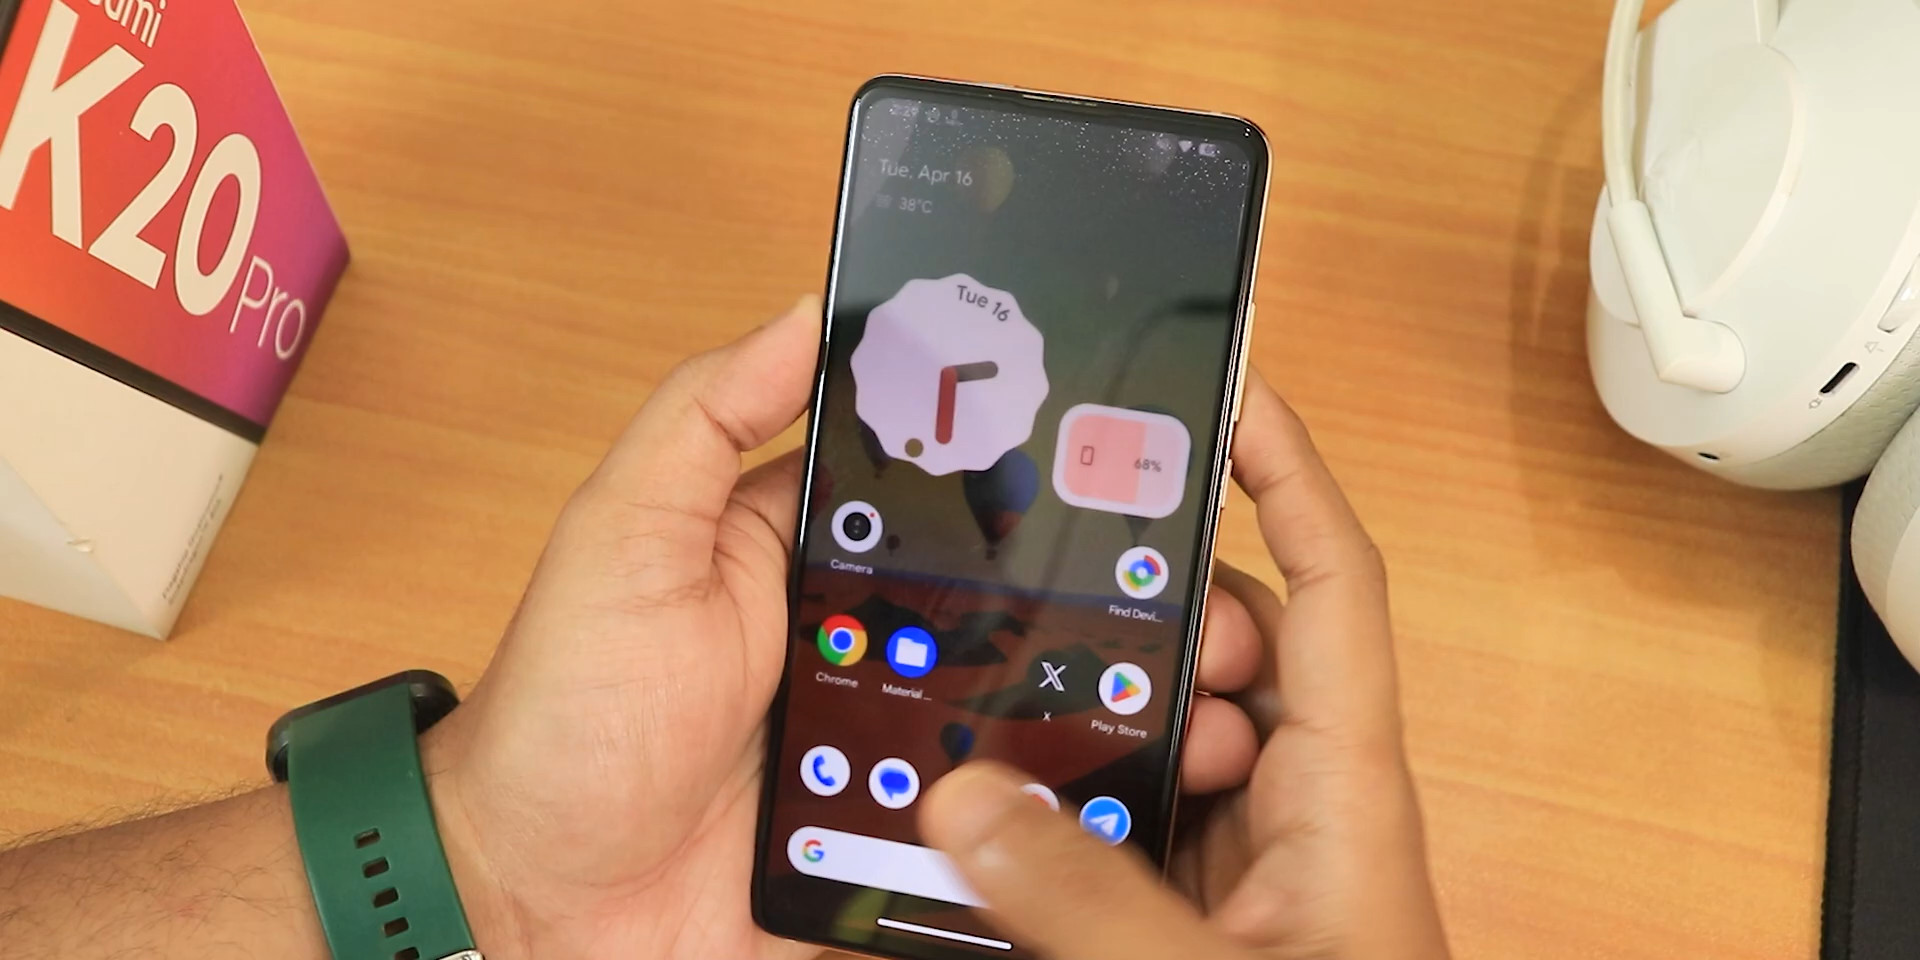 K20 Pro
Tue, Apr 16
38°C
Tue 16
68%
Camera
Find Devi...
Chrome
Material ...
X
Play Store
G